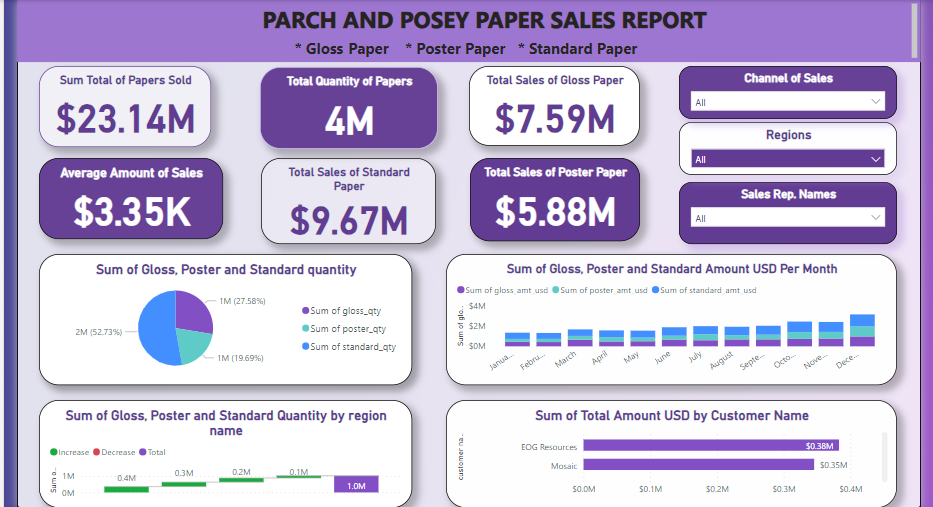 PARCH AND POSEY PAPER SALES REPORT
* Gloss Paper * Poster Paper * Standard Paper
Sum Total of Papers Sold
$23.14M
Total Quantity of Papers
4M
Total Sales of Gloss Paper
$7.59M
Channel of Sales
All
Regions
All
Average Amount of Sales
$3.35K
Total Sales of Standard
Paper
$9.67M
Total Sales of Poster Paper
$5.88M
Sales Rep. Names
All
Sum of Gloss, Poster and Standard quantity
1M (27.58%)
2M (52.73%)
1M (19.69%)
Sum of gloss_qty
Sum of poster_qty
Sum of standard_qty
Sum of Gloss, Poster and Standard Amount USD Per Month
Sum of gloss_amt_usd Sum of poster_amt_usd Sum of standard_amt_usd
Sum of glo...
$4M
$2M
$0M
Janua... Febru... March April May June July August Septe... Octo... Nove... Dece...
Sum of Gloss, Poster and Standard Quantity by region
name
Increase Decrease Total
Sum o...
1M
0M
0.4M 0.3M 0.2M 0.1M 1.0M
Sum of Total Amount USD by Customer Name
customer na...
EOG Resources $0.38M
Mosaic $0.35M
$0.0M $0.1M $0.2M $0.3M $0.4M